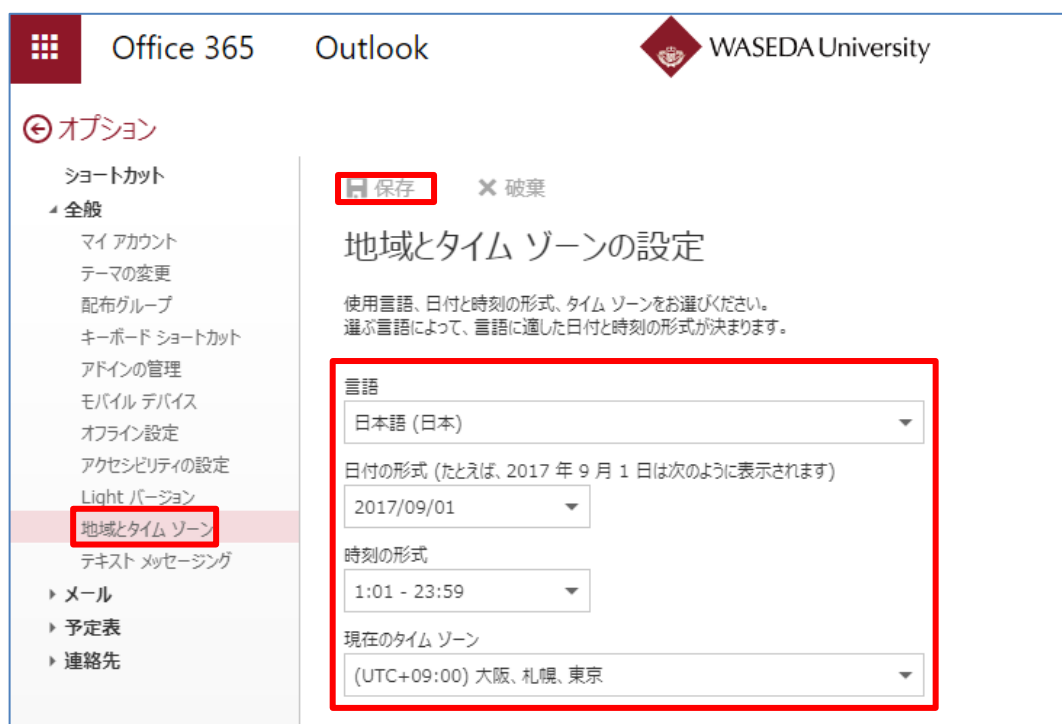 Office 365 Outlook WASEDA University
オプション
ショートカット
全般
マイ アカウント
テーマの変更
配布グループ
キーボード ショートカット
アドインの管理
モバイル デバイス
オフライン設定
アクセシビリティの設定
Light バージョン
地域とタイム ゾーン
テキスト メッセージング
メール
予定表
連絡先
保存 破棄
地域とタイム ゾーンの設定
使用言語、日付と時刻の形式、タイム ゾーンをお選びください。
選ぶ言語によって、言語に適した日付と時刻の形式が決まります。
言語
日本語 (日本)
日付の形式 (たとえば、2017 年 9 月 1 日は次のように表示されます)
2017/09/01
時刻の形式
1:01 - 23:59
現在のタイム ゾーン
(UTC+09:00) 大阪、札幌、東京